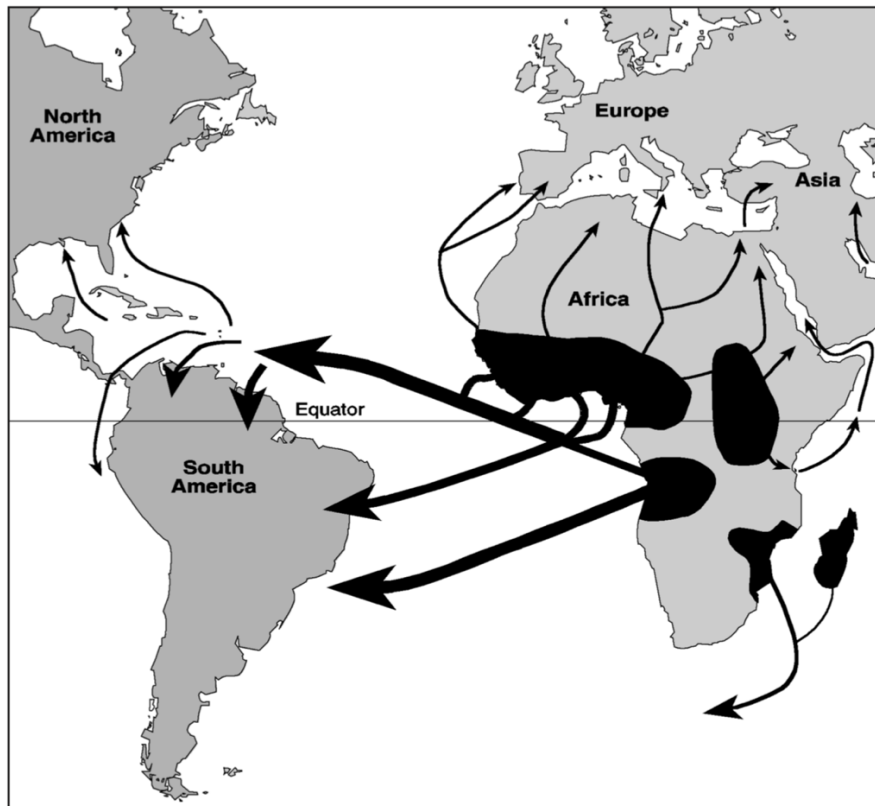 North
America
Europe
Asia
Africa
Equator
South
America